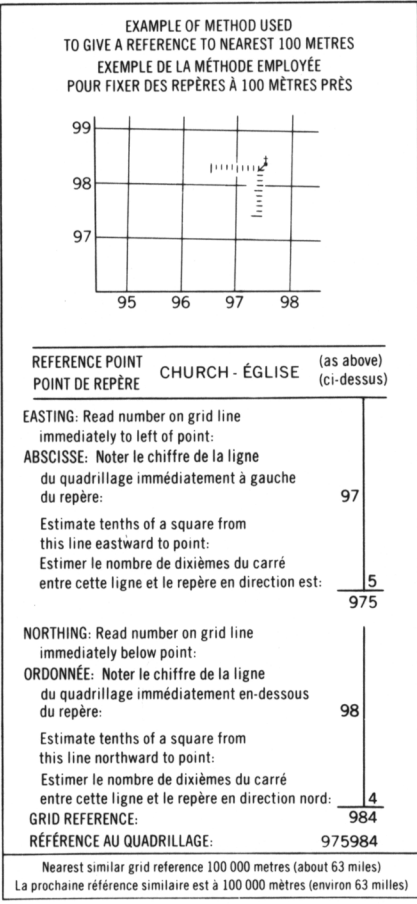 EXAMPLE OF METHOD USED
TO GIVE A REFERENCE TO NEAREST 100 METRES
EXEMPLE DE LA MÉTHODE EMPLOYÉE
POUR FIXER DES REPÈRES À 100 MÈTRES PRÈS
99
98
97
95 96 97 98
REFERENCE POINT
POINT DE REPÈRE
CHURCH - ÉGLISE
(as above)
(ci-dessus)
EASTING: Read number on grid line
immediately to left of point:
ABSCISSE: Noter le chiffre de la ligne
du quadrillage immédiatement à gauche
du repère: 97
Estimate tenths of a square from
this line eastward to point:
Estimer le nombre de dixièmes du carré
entre cette ligne et le repère en direction est: 5
975
NORTHING: Read number on grid line
immediately below point:
ORDONNÉE: Noter le chiffre de la ligne
du quadrillage immédiatement en-dessous
du repère: 98
Estimate tenths of a square from
this line northward to point:
Estimer le nombre de dixièmes du carré
entre cette ligne et le repère en direction nord: 4
GRID REFERENCE: 984
RÉFÉRENCE AU QUADRILLAGE: 975984
Nearest similar grid reference 100 000 metres (about 63 miles)
La prochaine référence similaire est à 100 000 mètres (environ 63 milles)